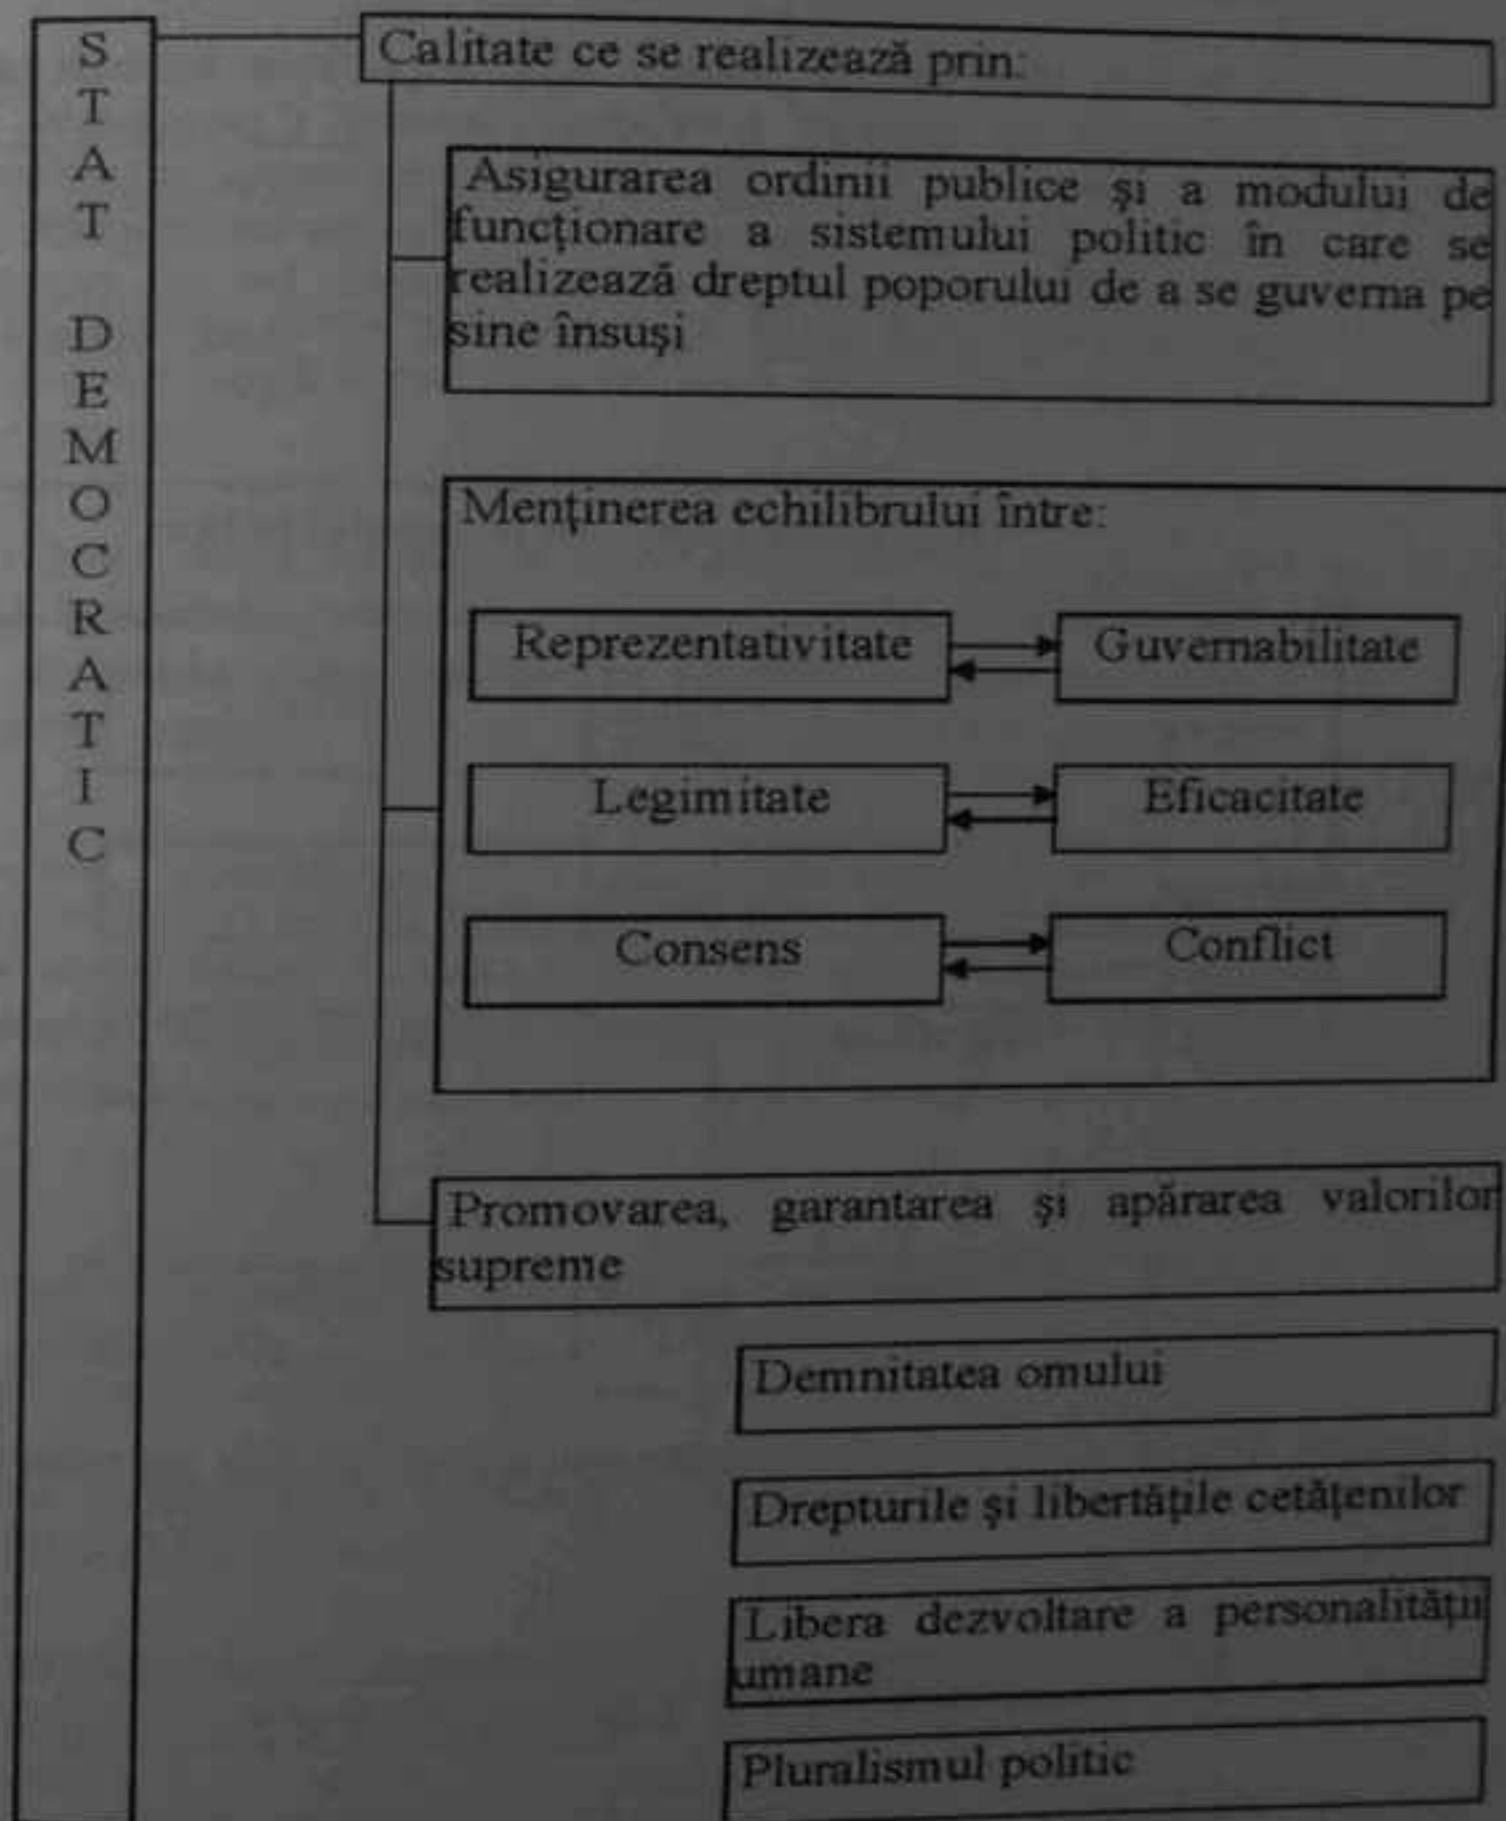 STAT DEMOCRATIC
Calitate ce se realizează prin:
Asigurarea ordinii publice şi a modului de
funcţionare a sistemului politic în care se
realizează dreptul poporului de a se guverna pe
sine însuşi
Menţinerea echilibrului între:
Reprezentativitate
Guvernabilitate
Legimitate
Eficacitate
Consens
Conflict
Promovarea, garantarea şi apărarea valorilor
supreme
Demnitatea omului
Drepturile şi libertăţile cetăţenilor
Libera dezvoltare a personalităţii
umane
Pluralismul politic